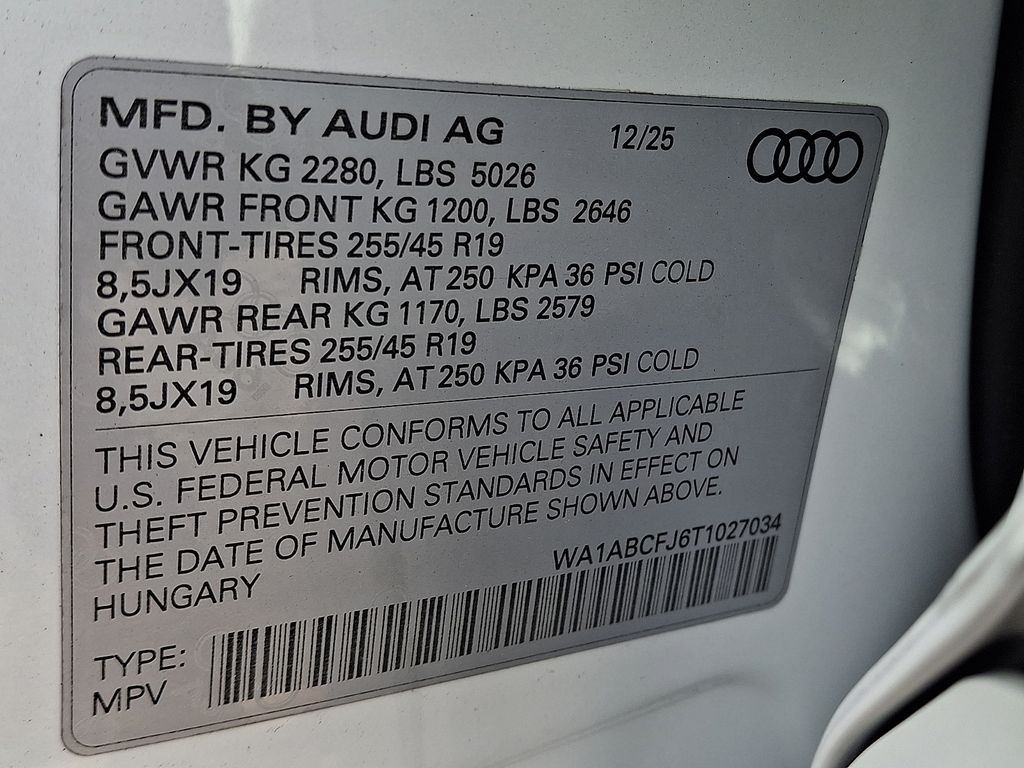 MFD. BY AUDI AG 12/25
GVWR KG 2280, LBS 5026
GAWR FRONT KG 1200, LBS 2646
FRONT-TIRES 255/45 R19
8,5JX19 RIMS, AT 250 KPA 36 PSI COLD
GAWR REAR KG 1170, LBS 2579
REAR-TIRES 255/45 R19
8,5JX19 RIMS, AT 250 KPA 36 PSI COLD
THIS VEHICLE CONFORMS TO ALL APPLICABLE
U.S. FEDERAL MOTOR VEHICLE SAFETY AND
THEFT PREVENTION STANDARDS IN EFFECT ON
THE DATE OF MANUFACTURE SHOWN ABOVE.
HUNGARY WA1ABCFJ6T1027034
TYPE:
MPV